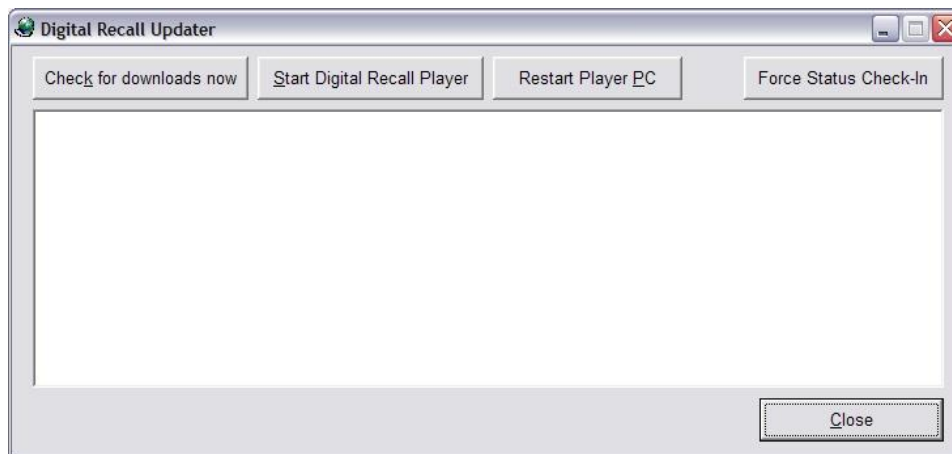 Digital Recall Updater
Check for downloads now Start Digital Recall Player Restart Player PC Force Status Check-In
Close